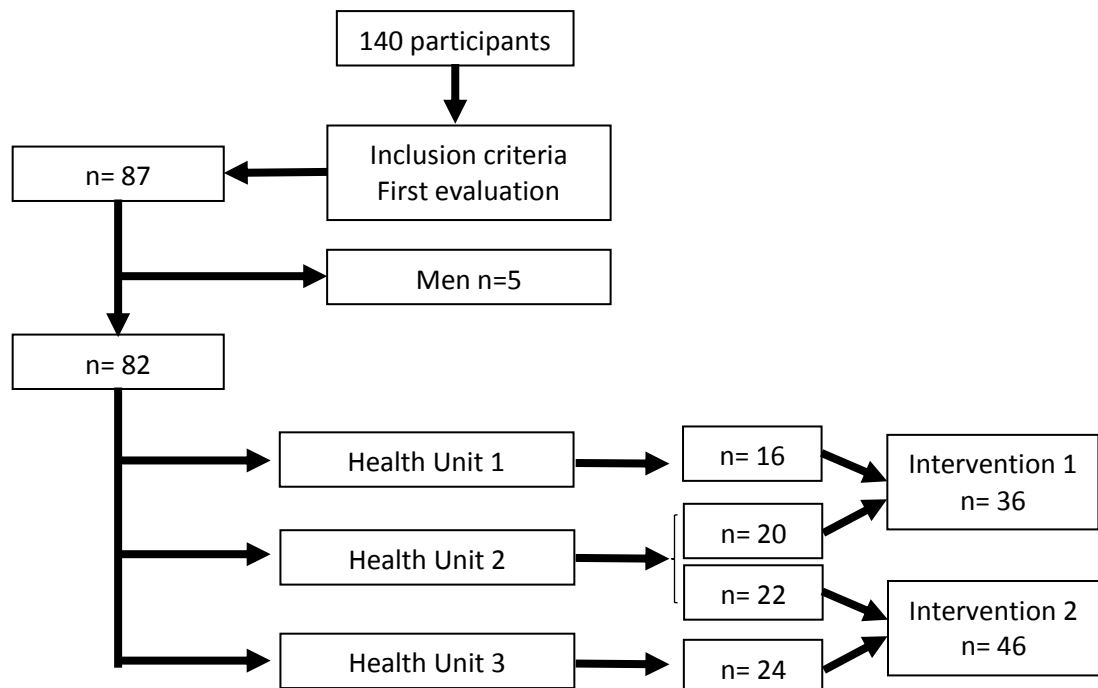 140 participants
Inclusion criteria
First evaluation
n= 87
Men n=5
n= 82
Health Unit 1
n= 16
Intervention 1
n= 36
n= 20
Health Unit 2
n= 22
Intervention 2
n= 46
Health Unit 3
n= 24